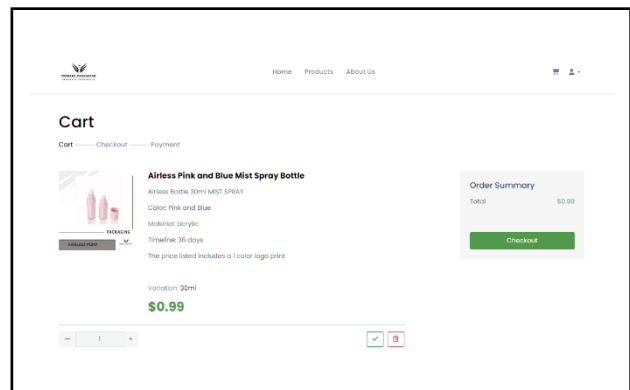 Home Products About Us
Cart
Cart Checkout Payment
Airless Pink and Blue Mist Spray Bottle
Airless Bottle 30ml MIST SPRAY
Color: Pink and Blue
Material: acrylic
Timeline: 36 days
The price listed includes a 1 color logo print
Variation: 30ml
$0.99
PACKAGING
1
Order Summary
Total $0.99
Checkout